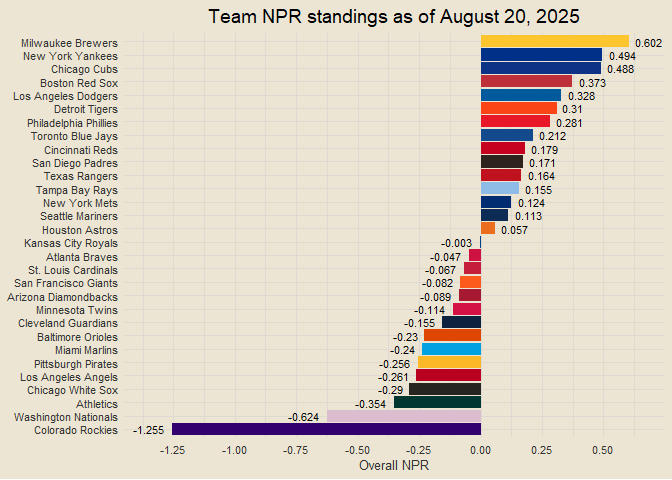 Team NPR standings as of August 20, 2025
Milwaukee Brewers 0.602
New York Yankees 0.494
Chicago Cubs 0.488
Boston Red Sox 0.373
Los Angeles Dodgers 0.328
Detroit Tigers 0.31
Philadelphia Phillies 0.281
Toronto Blue Jays 0.212
Cincinnati Reds 0.179
San Diego Padres 0.171
Texas Rangers 0.164
Tampa Bay Rays 0.155
New York Mets 0.124
Seattle Mariners 0.113
Houston Astros 0.057
Kansas City Royals -0.003
Atlanta Braves -0.047
St. Louis Cardinals -0.067
San Francisco Giants -0.082
Arizona Diamondbacks -0.089
Minnesota Twins -0.114
Cleveland Guardians -0.155
Baltimore Orioles -0.23
Miami Marlins -0.24
Pittsburgh Pirates -0.256
Los Angeles Angels -0.261
Chicago White Sox -0.29
Athletics -0.354
Washington Nationals -0.624
Colorado Rockies -1.255
-1.25 -1.00 -0.75 -0.50 -0.25 0.00 0.25 0.50
Overall NPR